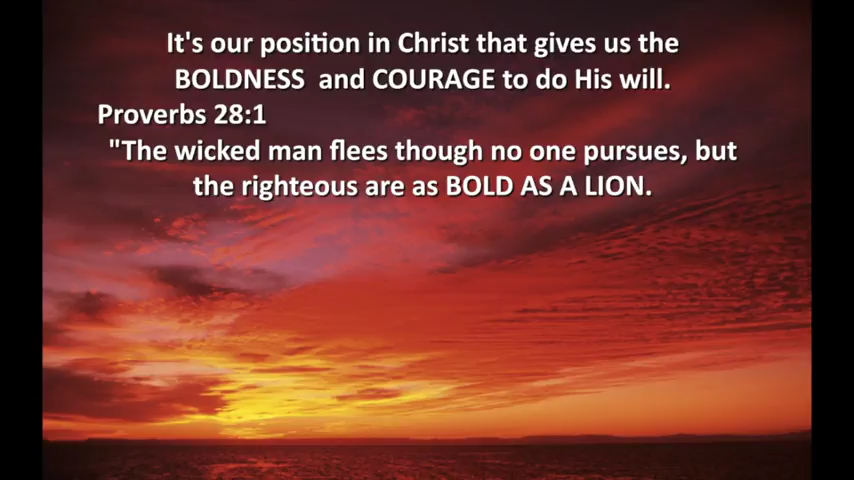 It's our position in Christ that gives us the
BOLDNESS  and COURAGE to do His will.
Proverbs 28:1
"The wicked man flees though no one pursues, but
the righteous are as BOLD AS A LION.